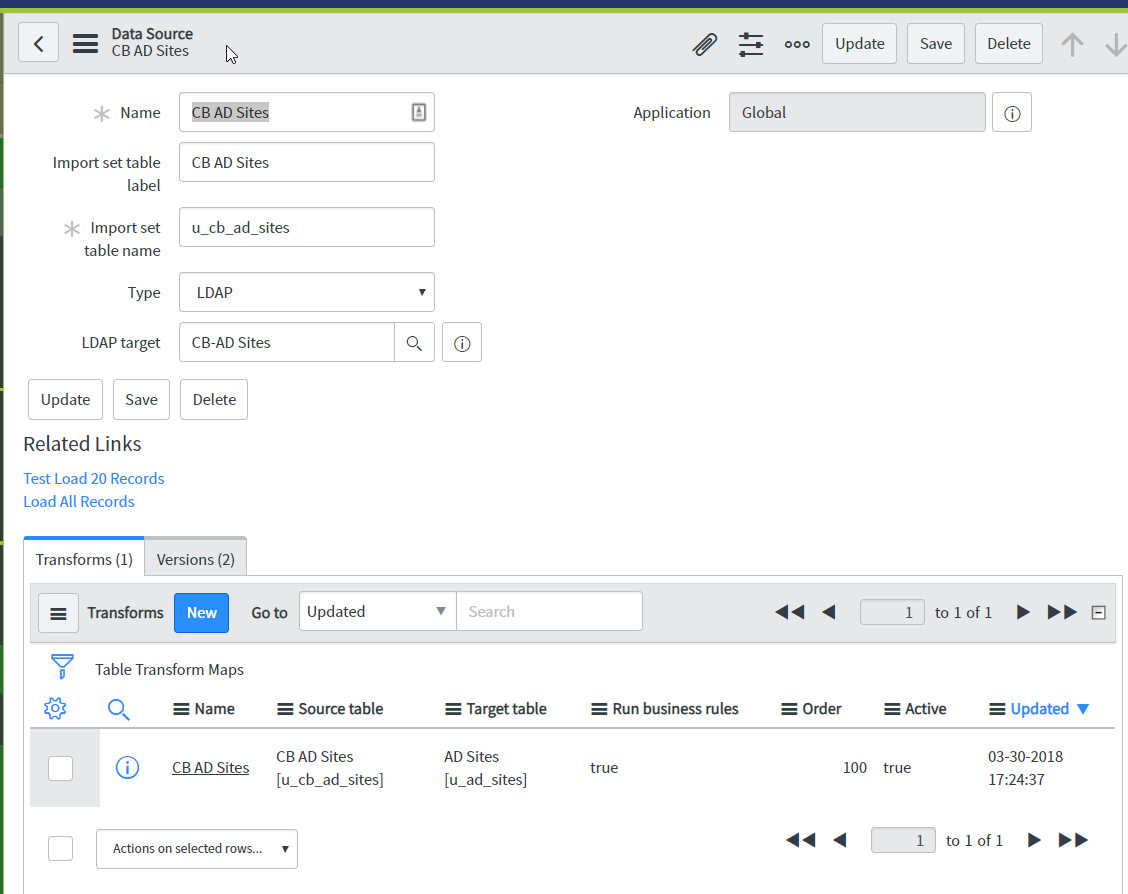 Data Source
CB AD Sites
Update
Save
Delete
Name
CB AD Sites
Application
Global
Import set table
label
CB AD Sites
Import set
table name
u_cb_ad_sites
Type
LDAP
LDAP target
CB-AD Sites
Update
Save
Delete
Related Links
Test Load 20 Records
Load All Records
Transforms (1)
Versions (2)
Transforms
New
Go to
Updated
Search
1
to 1 of 1
Table Transform Maps
Name
Source table
Target table
Run business rules
Order
Active
Updated
CB AD Sites
CB AD Sites
[u_cb_ad_sites]
AD Sites
[u_ad_sites]
true
100
true
03-30-2018
17:24:37
Actions on selected rows...
1
to 1 of 1